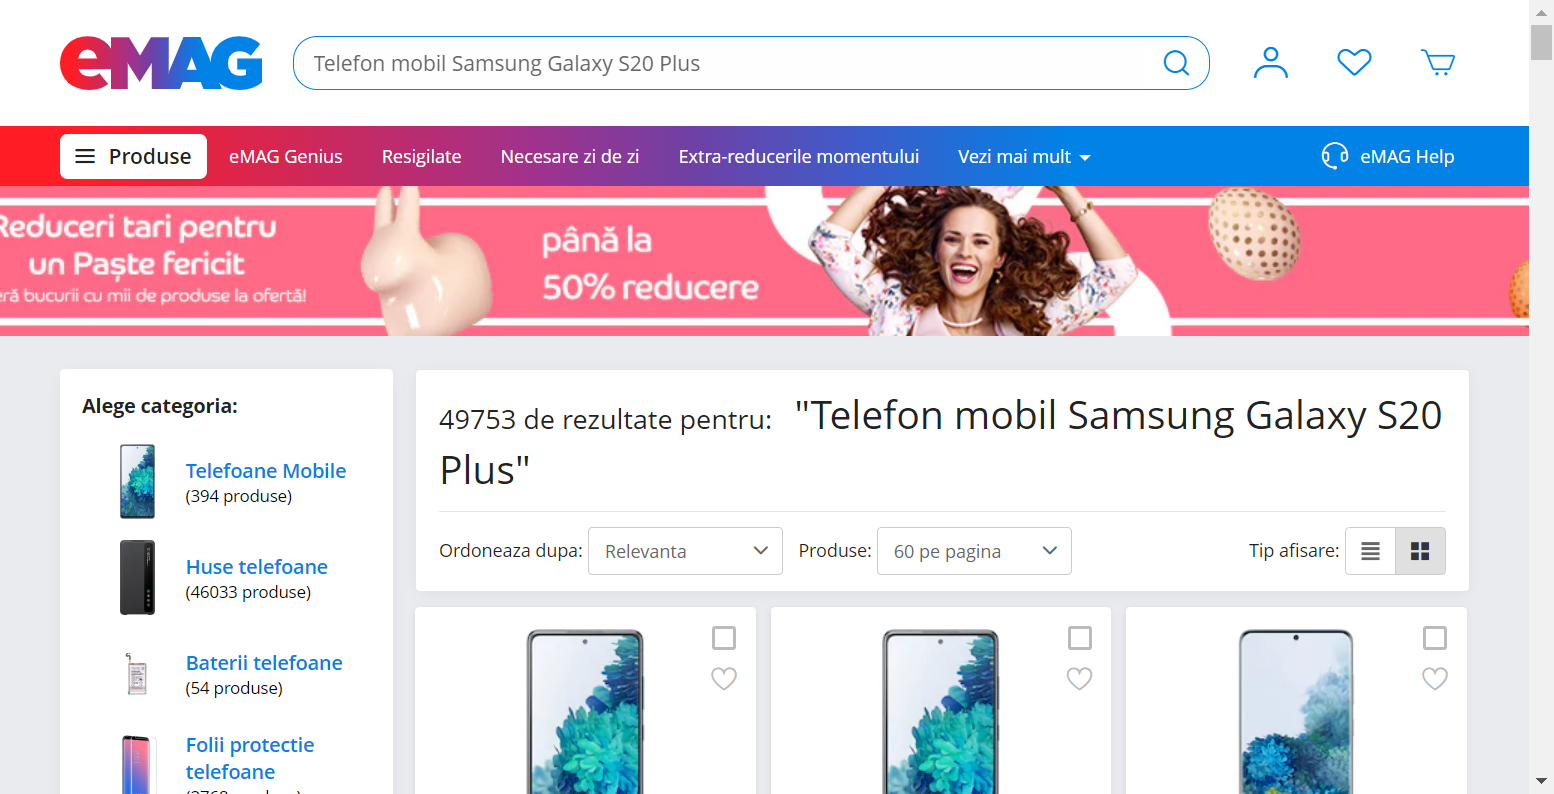 eMAG
Telefon mobil Samsung Galaxy S20 Plus
Produse
eMAG Genius
Resigilate
Necesare zi de zi
Extra-reducerile momentului
Vezi mai mult
eMAG Help
Reduceri tari pentru
un Paște fericit
bucurii cu mii de produse la ofertă!
până la
50% reducere
Alege categoria:
Telefoane Mobile
(394 produse)
Huse telefoane
(46033 produse)
Baterii telefoane
(54 produse)
Folii protectie
telefoane
49753 de rezultate pentru: "Telefon mobil Samsung Galaxy S20
Plus"
Ordoneaza dupa: Relevanta
Produse: 60 pe pagina
Tip afisare: